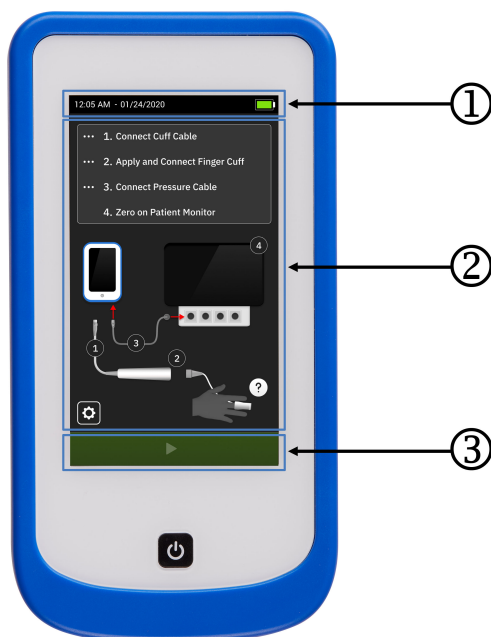 12:05 AM - 01/24/2020
①
... 1. Connect Cuff Cable
... 2. Apply and Connect Finger Cuff
... 3. Connect Pressure Cable
4. Zero on Patient Monitor
②
4
1
3
2
?
③